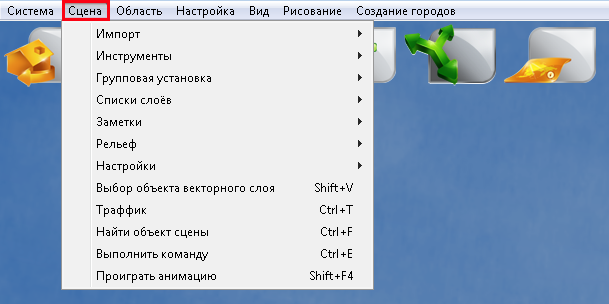 Система Сцена Область Настройка Вид Рисование Создание городов
Импорт
Инструменты
Групповая установка
Списки слоёв
Заметки
Рельеф
Настройки
Выбор объекта векторного слоя Shift+V
Траффик Ctrl+T
Найти объект сцены Ctrl+F
Выполнить команду Ctrl+E
Проиграть анимацию Shift+F4